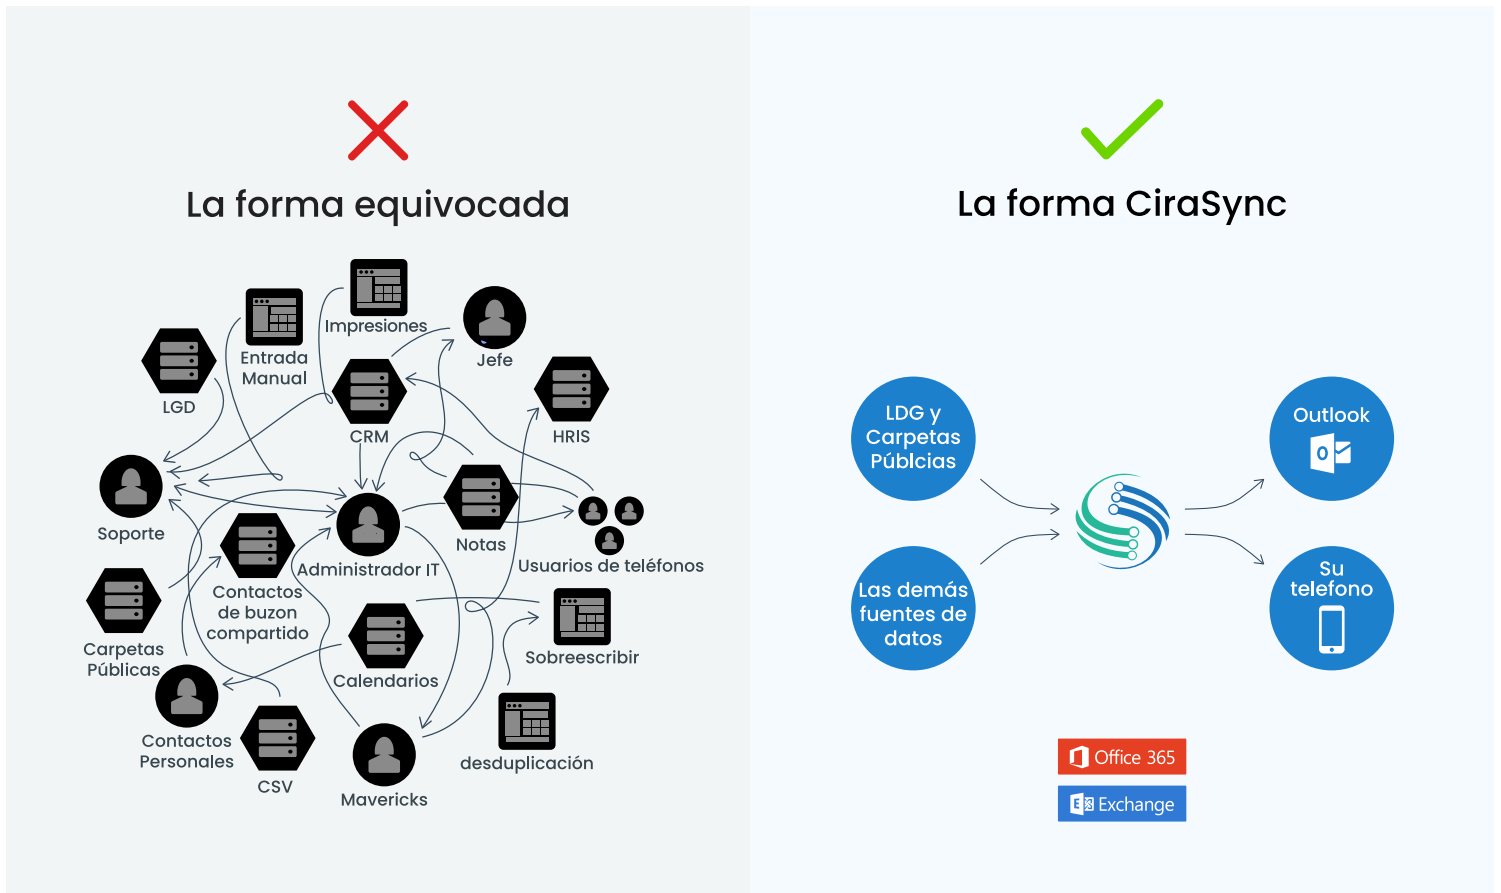 La forma equivocada
Impresiones
Entrada
Manual
Jefe
LGD
CRM
HRIS
Soporte
Notas
Administrador IT
Usuarios de teléfonos
Contactos
de buzon
compartido
Carpetas
Públicas
Sobreescribir
Calendarios
Contactos
Personales
CSV
desduplicación
Mavericks
La forma CiraSync
LDG y
Carpetas
Públcias
Outlook
Las demás
fuentes de
datos
Su
telefono
Office 365
Exchange